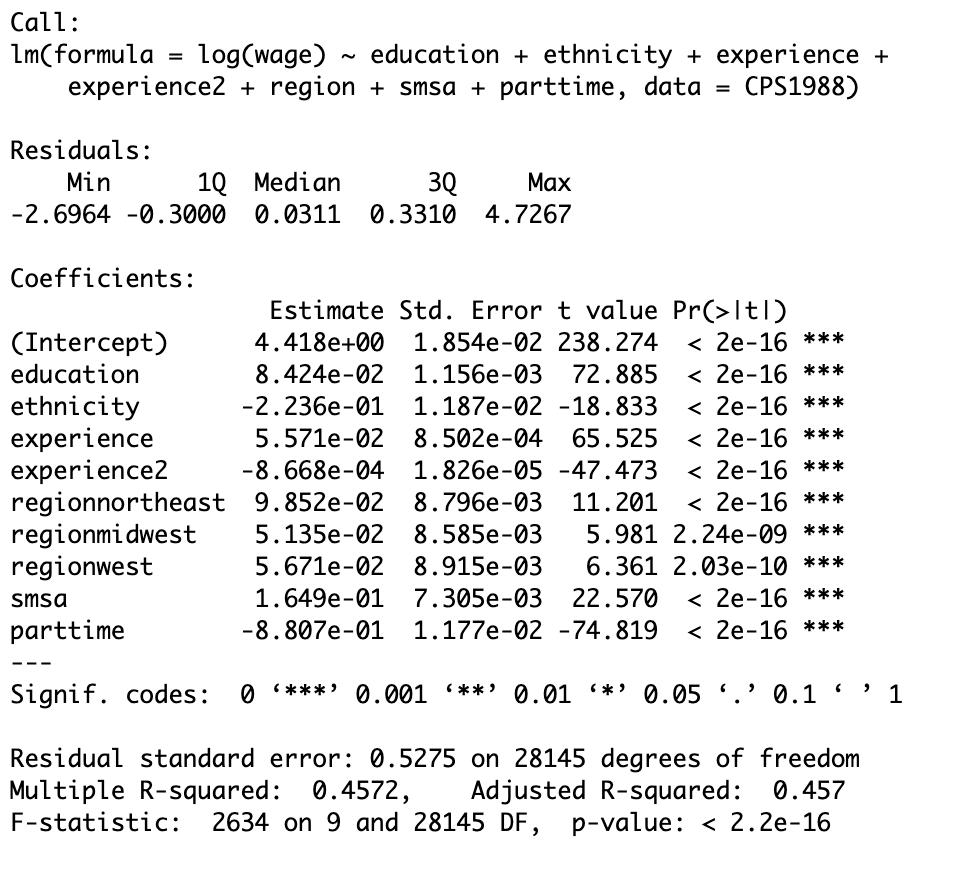 Call:
lm(formula = log(wage) ~ education + ethnicity + experience +
    experience2 + region + smsa + parttime, data = CPS1988)

Residuals:
    Min      1Q  Median      3Q     Max
-2.6964 -0.3000  0.0311  0.3310  4.7267

Coefficients:
                  Estimate Std. Error t value Pr(>|t|)
(Intercept)      4.418e+00  1.854e-02 238.274  < 2e-16 ***
education        8.424e-02  1.156e-03  72.885  < 2e-16 ***
ethnicity       -2.236e-01  1.187e-02 -18.833  < 2e-16 ***
experience       5.571e-02  8.502e-04  65.525  < 2e-16 ***
experience2     -8.668e-04  1.826e-05 -47.473  < 2e-16 ***
regionnortheast  9.852e-02  8.796e-03  11.201  < 2e-16 ***
regionmidwest    5.135e-02  8.585e-03   5.981 2.24e-09 ***
regionwest       5.671e-02  8.915e-03   6.361 2.03e-10 ***
smsa             1.649e-01  7.305e-03  22.570  < 2e-16 ***
parttime        -8.807e-01  1.177e-02 -74.819  < 2e-16 ***
---
Signif. codes:  0 ‘***’ 0.001 ‘**’ 0.01 ‘*’ 0.05 ‘.’ 0.1 ‘ ’ 1

Residual standard error: 0.5275 on 28145 degrees of freedom
Multiple R-squared:  0.4572,    Adjusted R-squared:  0.457
F-statistic:  2634 on 9 and 28145 DF,  p-value: < 2.2e-16